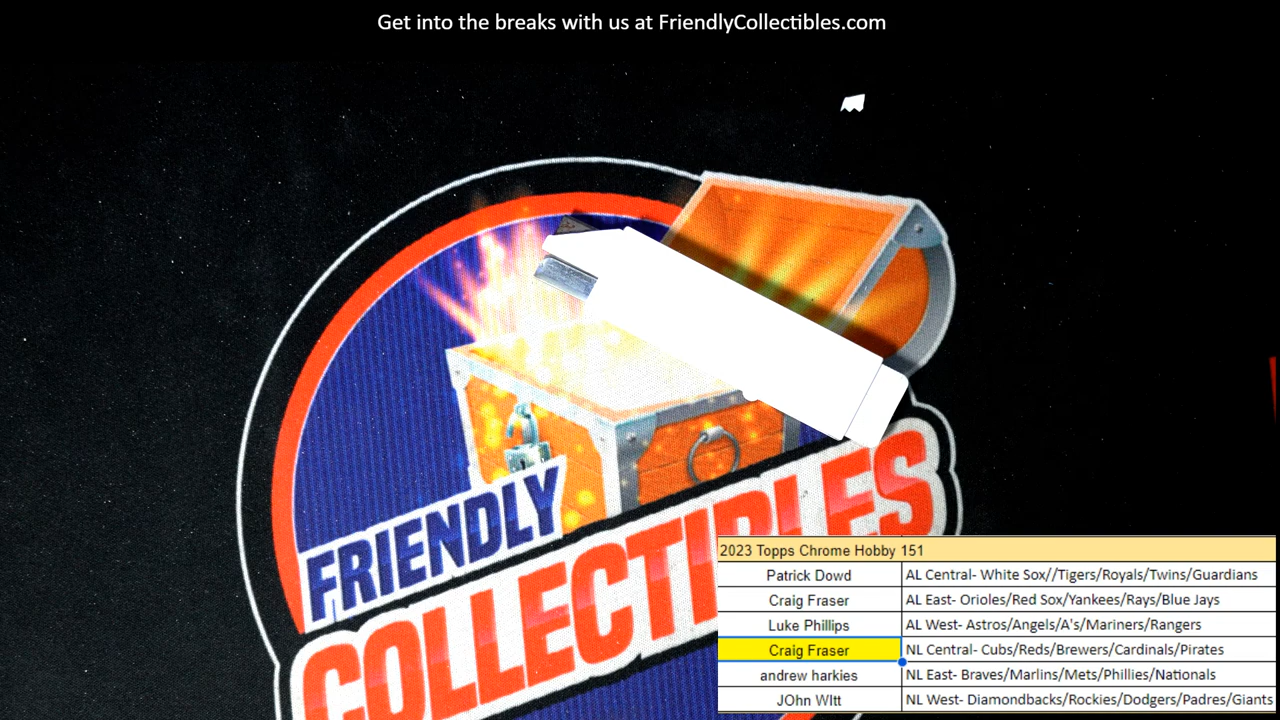 Get into the breaks with us at FriendlyCollectibles.com
FRIENDLY
COLLECTIBLES
2023 Topps Chrome Hobby 151
Patrick Dowd AL Central- White Sox//Tigers/Royals/Twins/Guardians
Craig Fraser AL East- Orioles/Red Sox/Yankees/Rays/Blue Jays
Luke Phillips AL West- Astros/Angels/A's/Mariners/Rangers
Craig Fraser NL Central- Cubs/Reds/Brewers/Cardinals/Pirates
andrew harkies NL East- Braves/Marlins/Mets/Phillies/Nationals
JOhn WItt NL West- Diamondbacks/Rockies/Dodgers/Padres/Giants